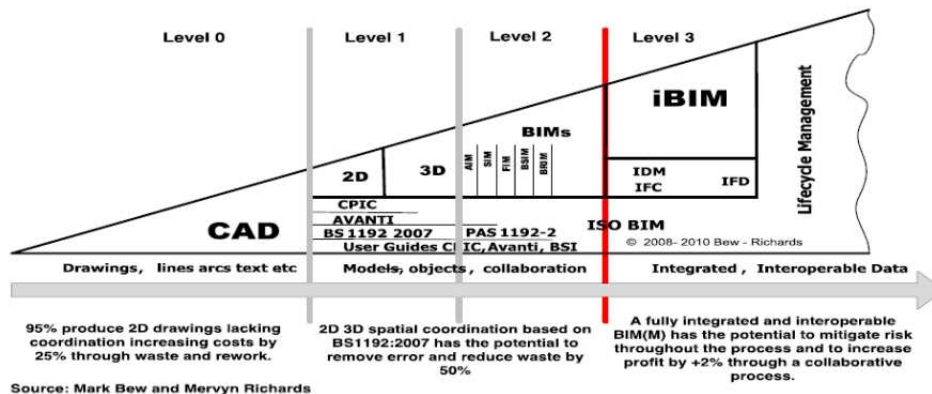 Level 0
Level 1
Level 2
Level 3
iBIM
BIMs
2D
3D
AIM
SIM
FIM
BSIM
BRIM
IDM
IFC
IFD
Lifecycle Management
CPIC
AVANTI
CAD
BS 1192 2007
PAS 1192-2
ISO BIM
User Guides CPIC, Avanti, BSI
© 2008- 2010 Bew - Richards
Drawings, lines arcs text etc
Models, objects, collaboration
Integrated, Interoperable Data
95% produce 2D drawings lacking
coordination increasing costs by
25% through waste and rework.
2D 3D spatial coordination based on
BS1192:2007 has the potential to
remove error and reduce waste by
50%
A fully integrated and interoperable
BIM(M) has the potential to mitigate risk
throughout the process and to increase
profit by +2% through a collaborative
process.
Source: Mark Bew and Mervyn Richards